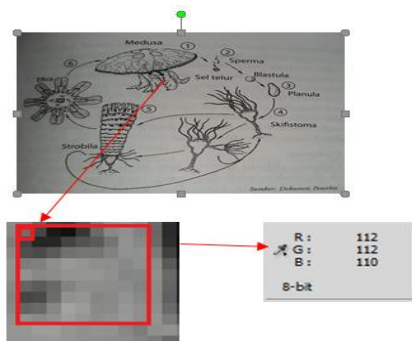 Medusa
①
②
Sperma
Sel telur
Blastula
③
Planula
④
Skifistoma
⑤
Strobila
⑥
Efira
Sumber: Dokumen Penerbit
R: 112
G: 112
B: 110
8-bit